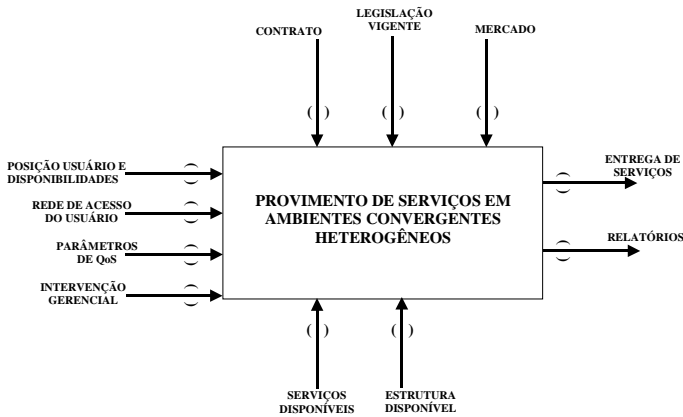 CONTRATO
LEGISLAÇÃO
VIGENTE
MERCADO
( )
( )
( )
POSIÇÃO USUÁRIO E
DISPONIBILIDADES
REDE DE ACESSO
DO USUÁRIO
PARÂMETROS
DE QoS
INTERVENÇÃO
GERENCIAL
PROVIMENTO DE SERVIÇOS EM
AMBIENTES CONVERGENTES
HETEROGÊNEOS
ENTREGA DE
SERVIÇOS
RELATÓRIOS
( )
( )
SERVIÇOS
DISPONÍVEIS
ESTRUTURA
DISPONÍVEL